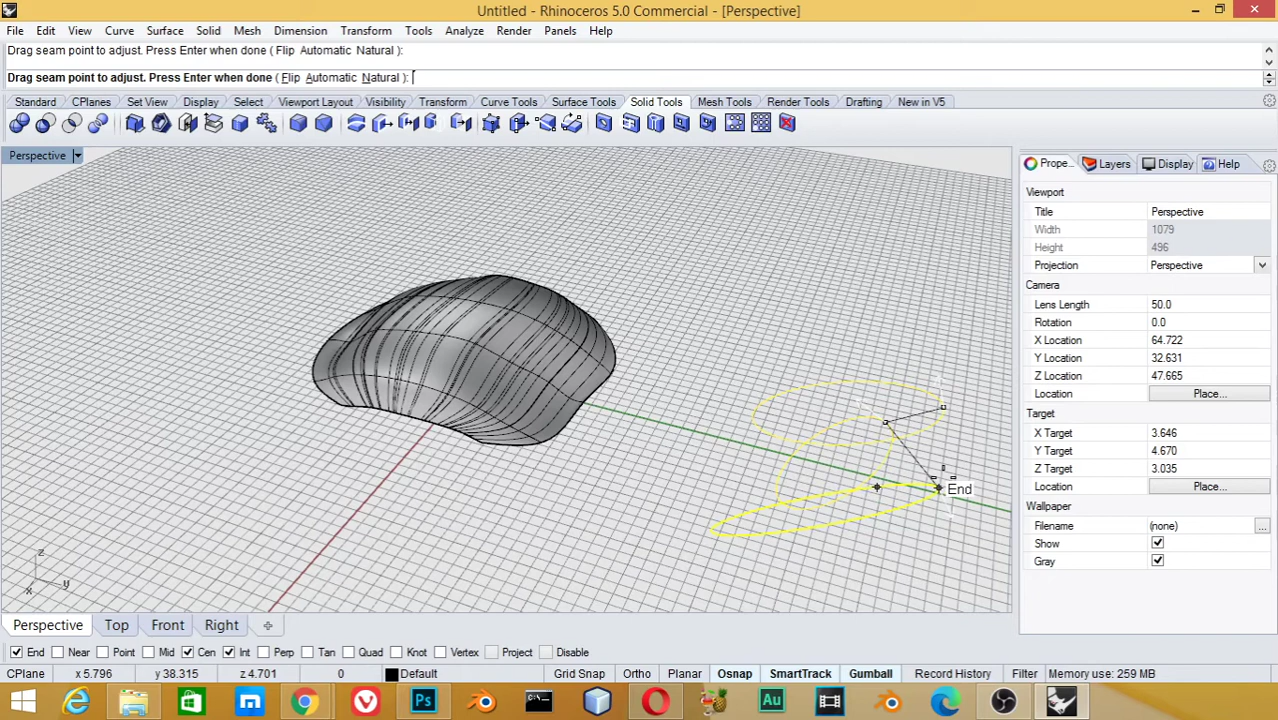 Untitled - Rhinoceros 5.0 Commercial - [Perspective]
File Edit View Curve Surface Solid Mesh Dimension Transform Tools Analyze Render Panels Help
Drag seam point to adjust. Press Enter when done ( Flip Automatic Natural ):
Drag seam point to adjust. Press Enter when done ( Flip Automatic Natural ):
Standard CPlanes Set View Display Select Viewport Layout Visibility Transform Curve Tools Surface Tools Solid Tools Mesh Tools Render Tools Drafting New in V5
Perspective
Prope... Layers Display Help
Viewport
Title Perspective
Width 1079
Height 496
Projection Perspective
Camera
Lens Length 50.0
Rotation 0.0
X Location 64.722
Y Location 32.631
Z Location 47.665
Location Place...
Target
X Target 3.646
Y Target 4.670
Z Target 3.035
Location Place...
Wallpaper
Filename (none) ...
Show
Gray
End
z
y
x
Perspective Top Front Right
End Near Point Mid Cen Int Perp Tan Quad Knot Vertex Project Disable
CPlane x 5.796 y 38.315 z 4.701 0 Default Grid Snap Ortho Planar Osnap SmartTrack Gumball Record History Filter Memory use: 259 MB
Ps
Au